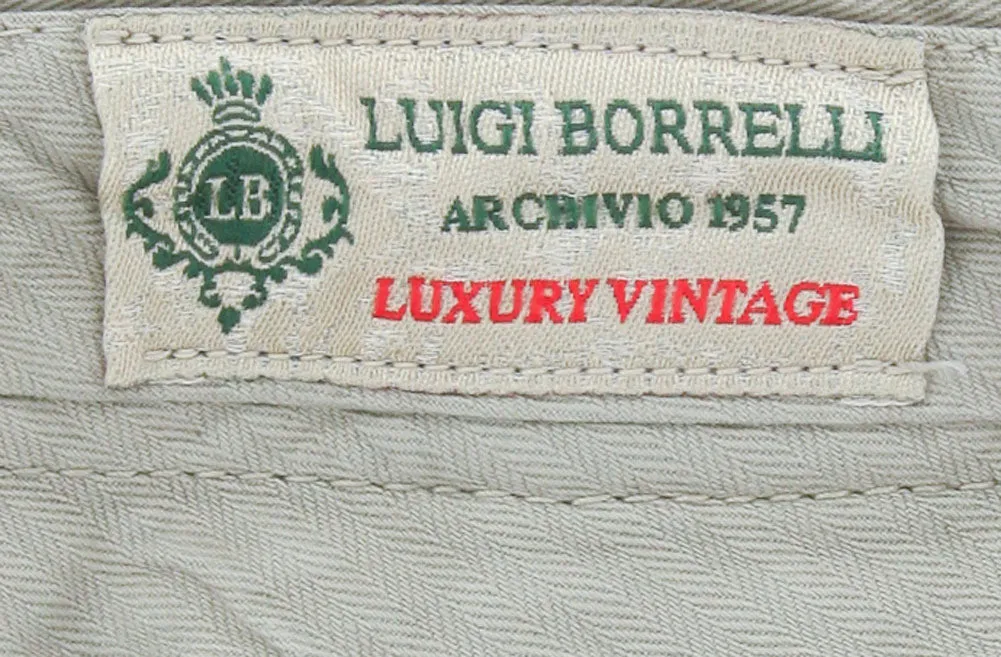 LB
LUIGI BORRELLI
ARCHIVIO 1957
LUXURY VINTAGE